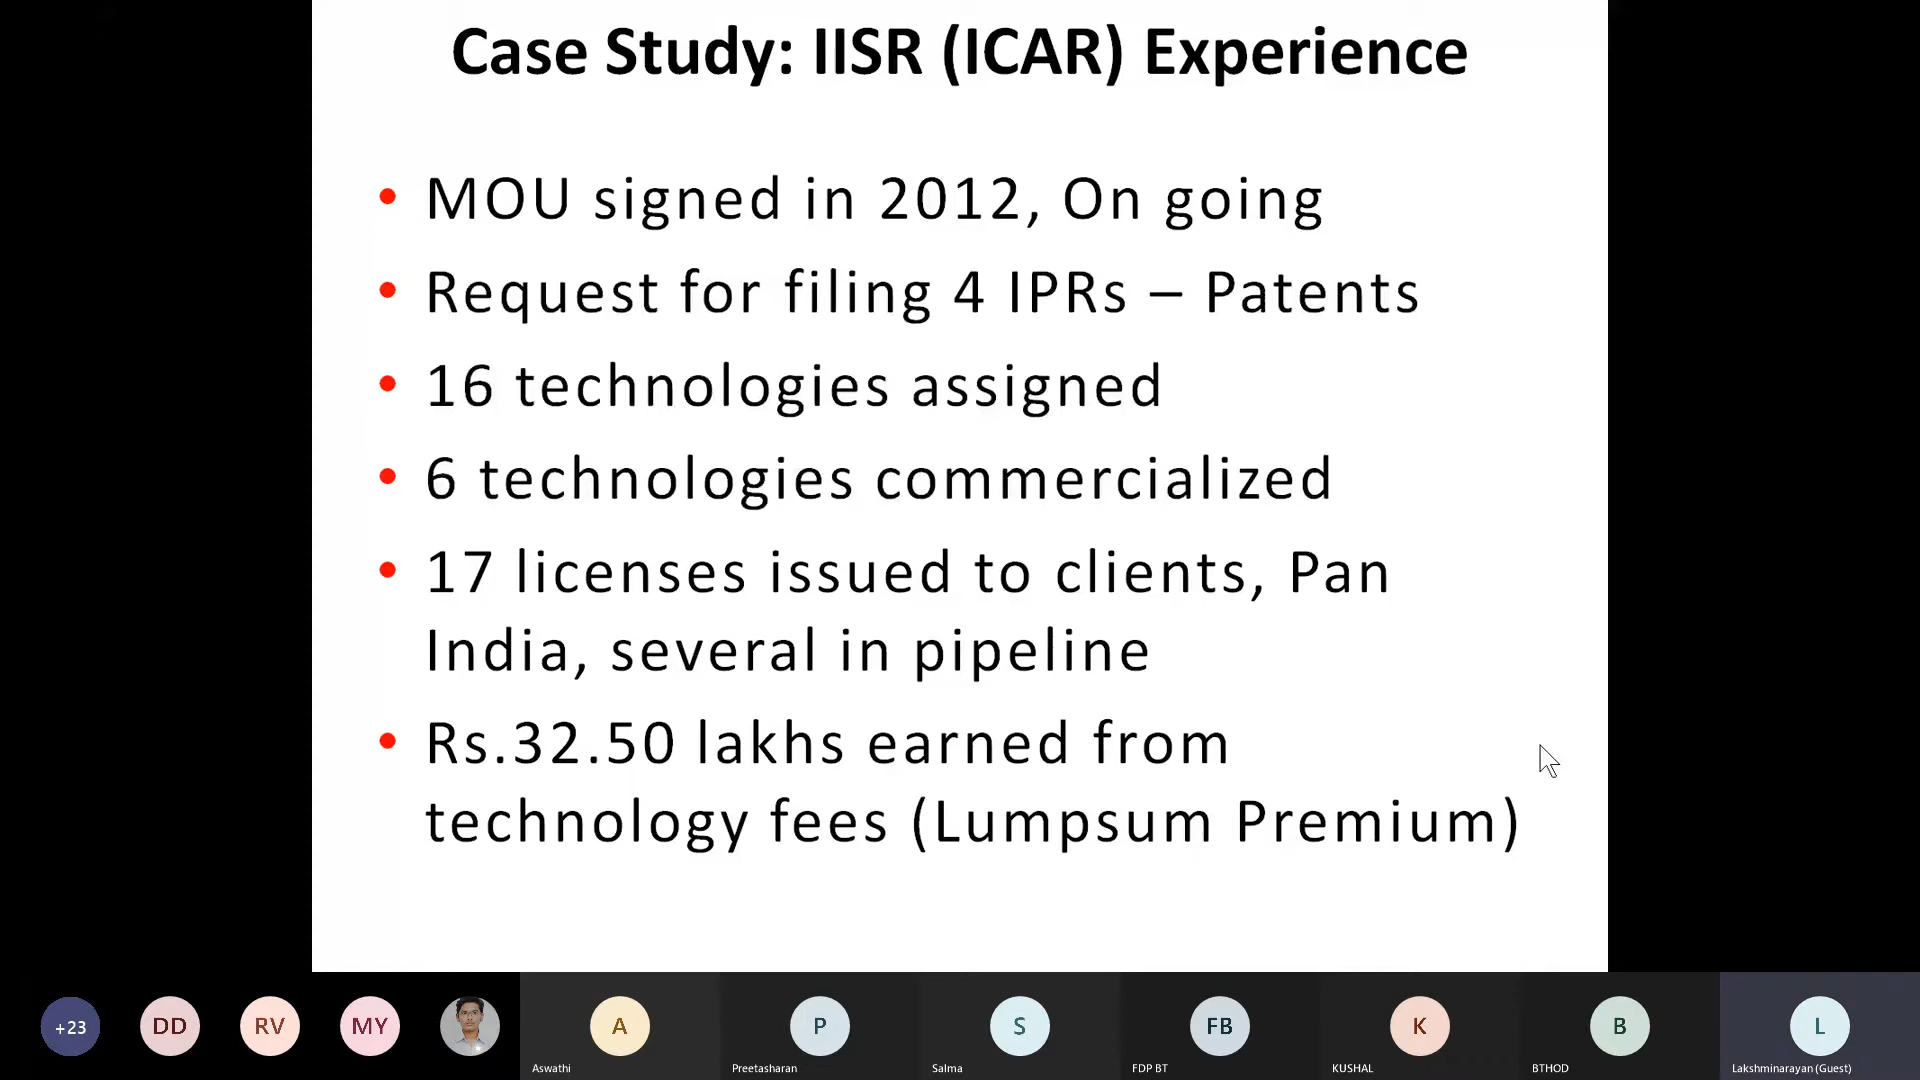 Case Study: IISR (ICAR) Experience
• MOU signed in 2012, On going
• Request for filing 4 IPRs – Patents
• 16 technologies assigned
• 6 technologies commercialized
• 17 licenses issued to clients, Pan
India, several in pipeline
• Rs.32.50 lakhs earned from
technology fees (Lumpsum Premium)
+23 DD RV MY A P S FB K B L
Aswathi Preetasharan Salma FDP BT KUSHAL BTHOD Lakshminarayan (Guest)